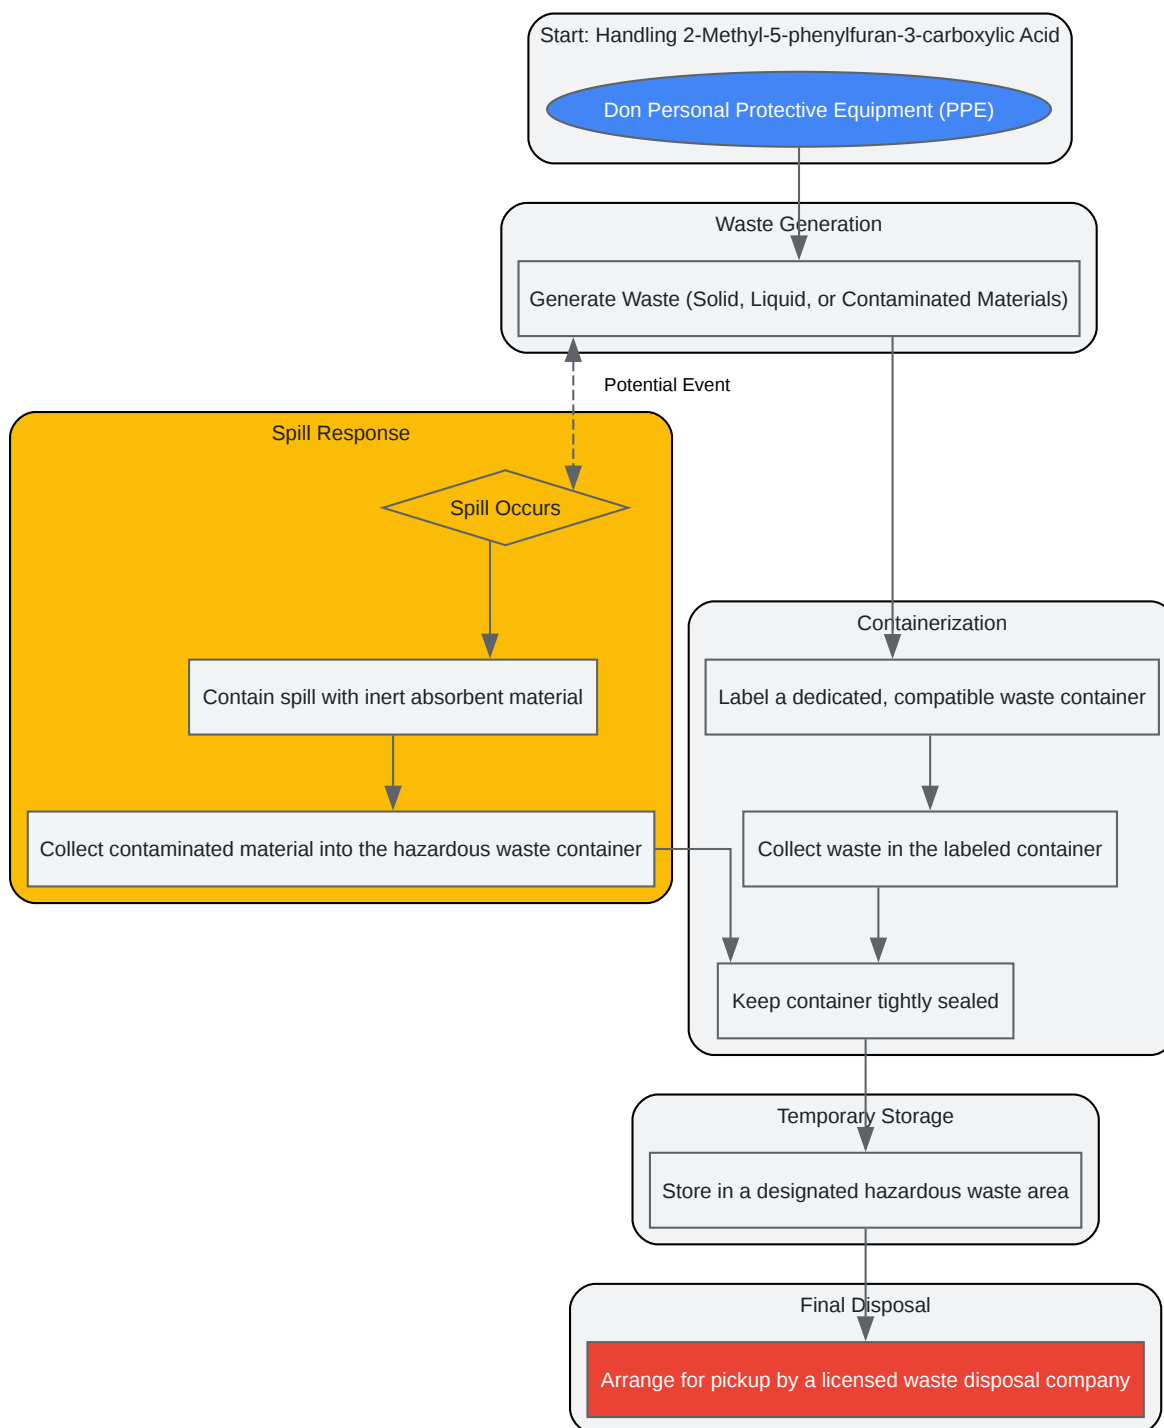 Start: Handling 2-Methyl-5-phenylfuran-3-carboxylic Acid
Don Personal Protective Equipment (PPE)
Waste Generation
Generate Waste (Solid, Liquid, or Contaminated Materials)
Potential Event
Spill Response
Spill Occurs
Contain spill with inert absorbent material
Collect contaminated material into the hazardous waste container
Containerization
Label a dedicated, compatible waste container
Collect waste in the labeled container
Keep container tightly sealed
Temporary Storage
Store in a designated hazardous waste area
Final Disposal
Arrange for pickup by a licensed waste disposal company